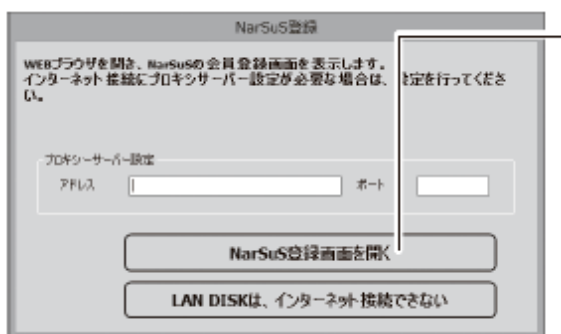 NarSuS登録
WEBブラウザを開き、NarSuSの会員登録画面を表示します。
インターネット接続にプロキシサーバー設定が必要な場合は、定を行ってくださ
い。
プロキシーサーバー設定
アドレス
ポート
NarSuS登録画面を開く
LAN DISKは、インターネット接続できない